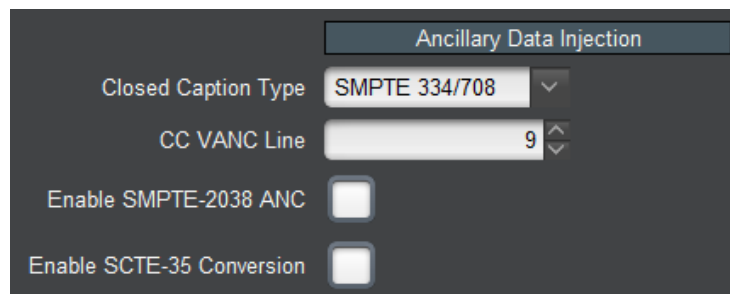 Ancillary Data Injection
Closed Caption Type SMPTE 334/708
CC VANC Line 9
Enable SMPTE-2038 ANC
Enable SCTE-35 Conversion